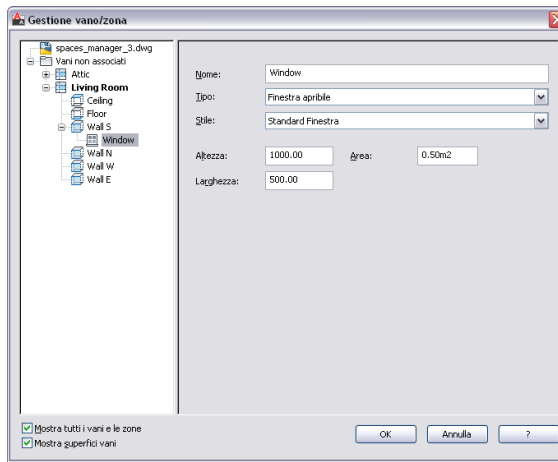 Gestione vano/zona
spaces_manager_3.dwg
Vani non associati
Attic
Living Room
Ceiling
Floor
Wall S
Window
Wall N
Wall W
Wall E
Nome: Window
Tipo: Finestra apribile
Stile: Standard Finestra
Altezza: 1000.00 Area: 0.50m2
Larghezza: 500.00
Mostra tutti i vani e le zone
Mostra superfici vani
OK Annulla ?